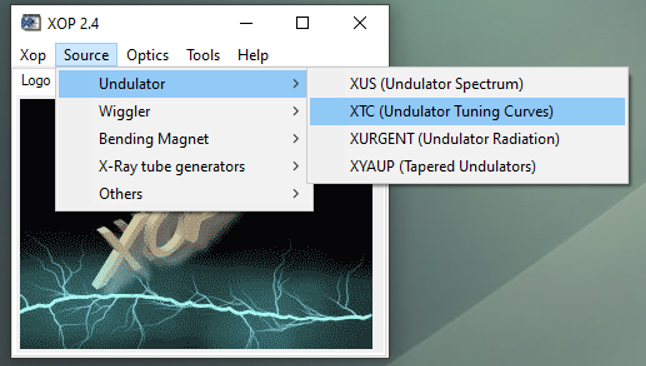 XOP 2.4
Xop Source Optics Tools Help
Logo
Undulator
Wiggler
Bending Magnet
X-Ray tube generators
Others
XUS (Undulator Spectrum)
XTC (Undulator Tuning Curves)
XURGENT (Undulator Radiation)
XYAUP (Tapered Undulators)
XOP